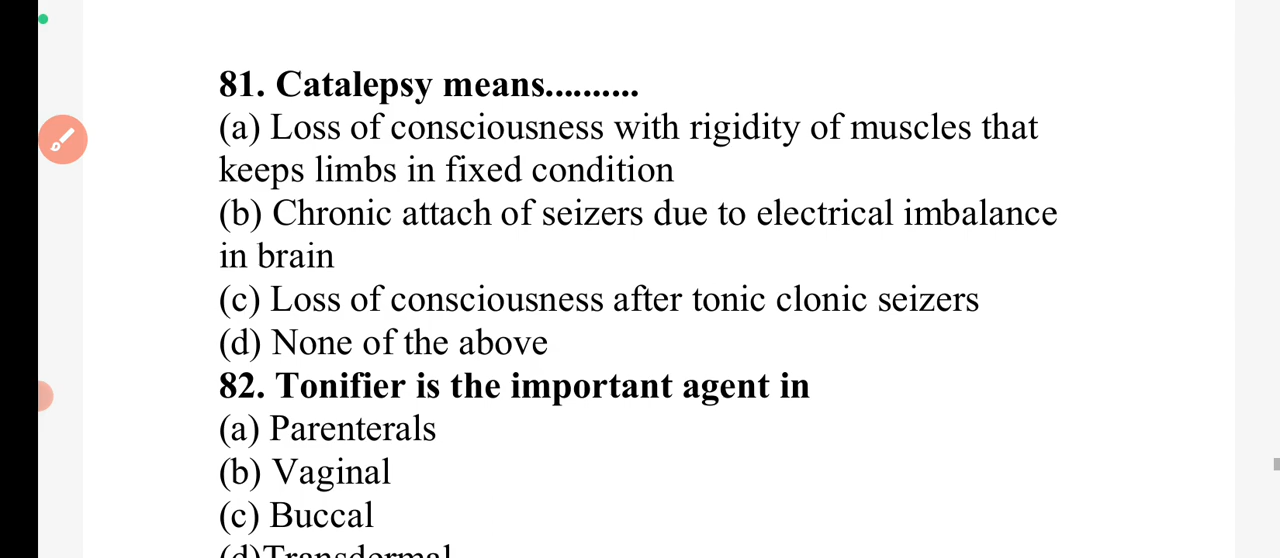 81. Catalepsy means..........
(a) Loss of consciousness with rigidity of muscles that
keeps limbs in fixed condition
(b) Chronic attach of seizers due to electrical imbalance
in brain
(c) Loss of consciousness after tonic clonic seizers
(d) None of the above
82. Tonifier is the important agent in
(a) Parenterals
(b) Vaginal
(c) Buccal
(d)Transdermal